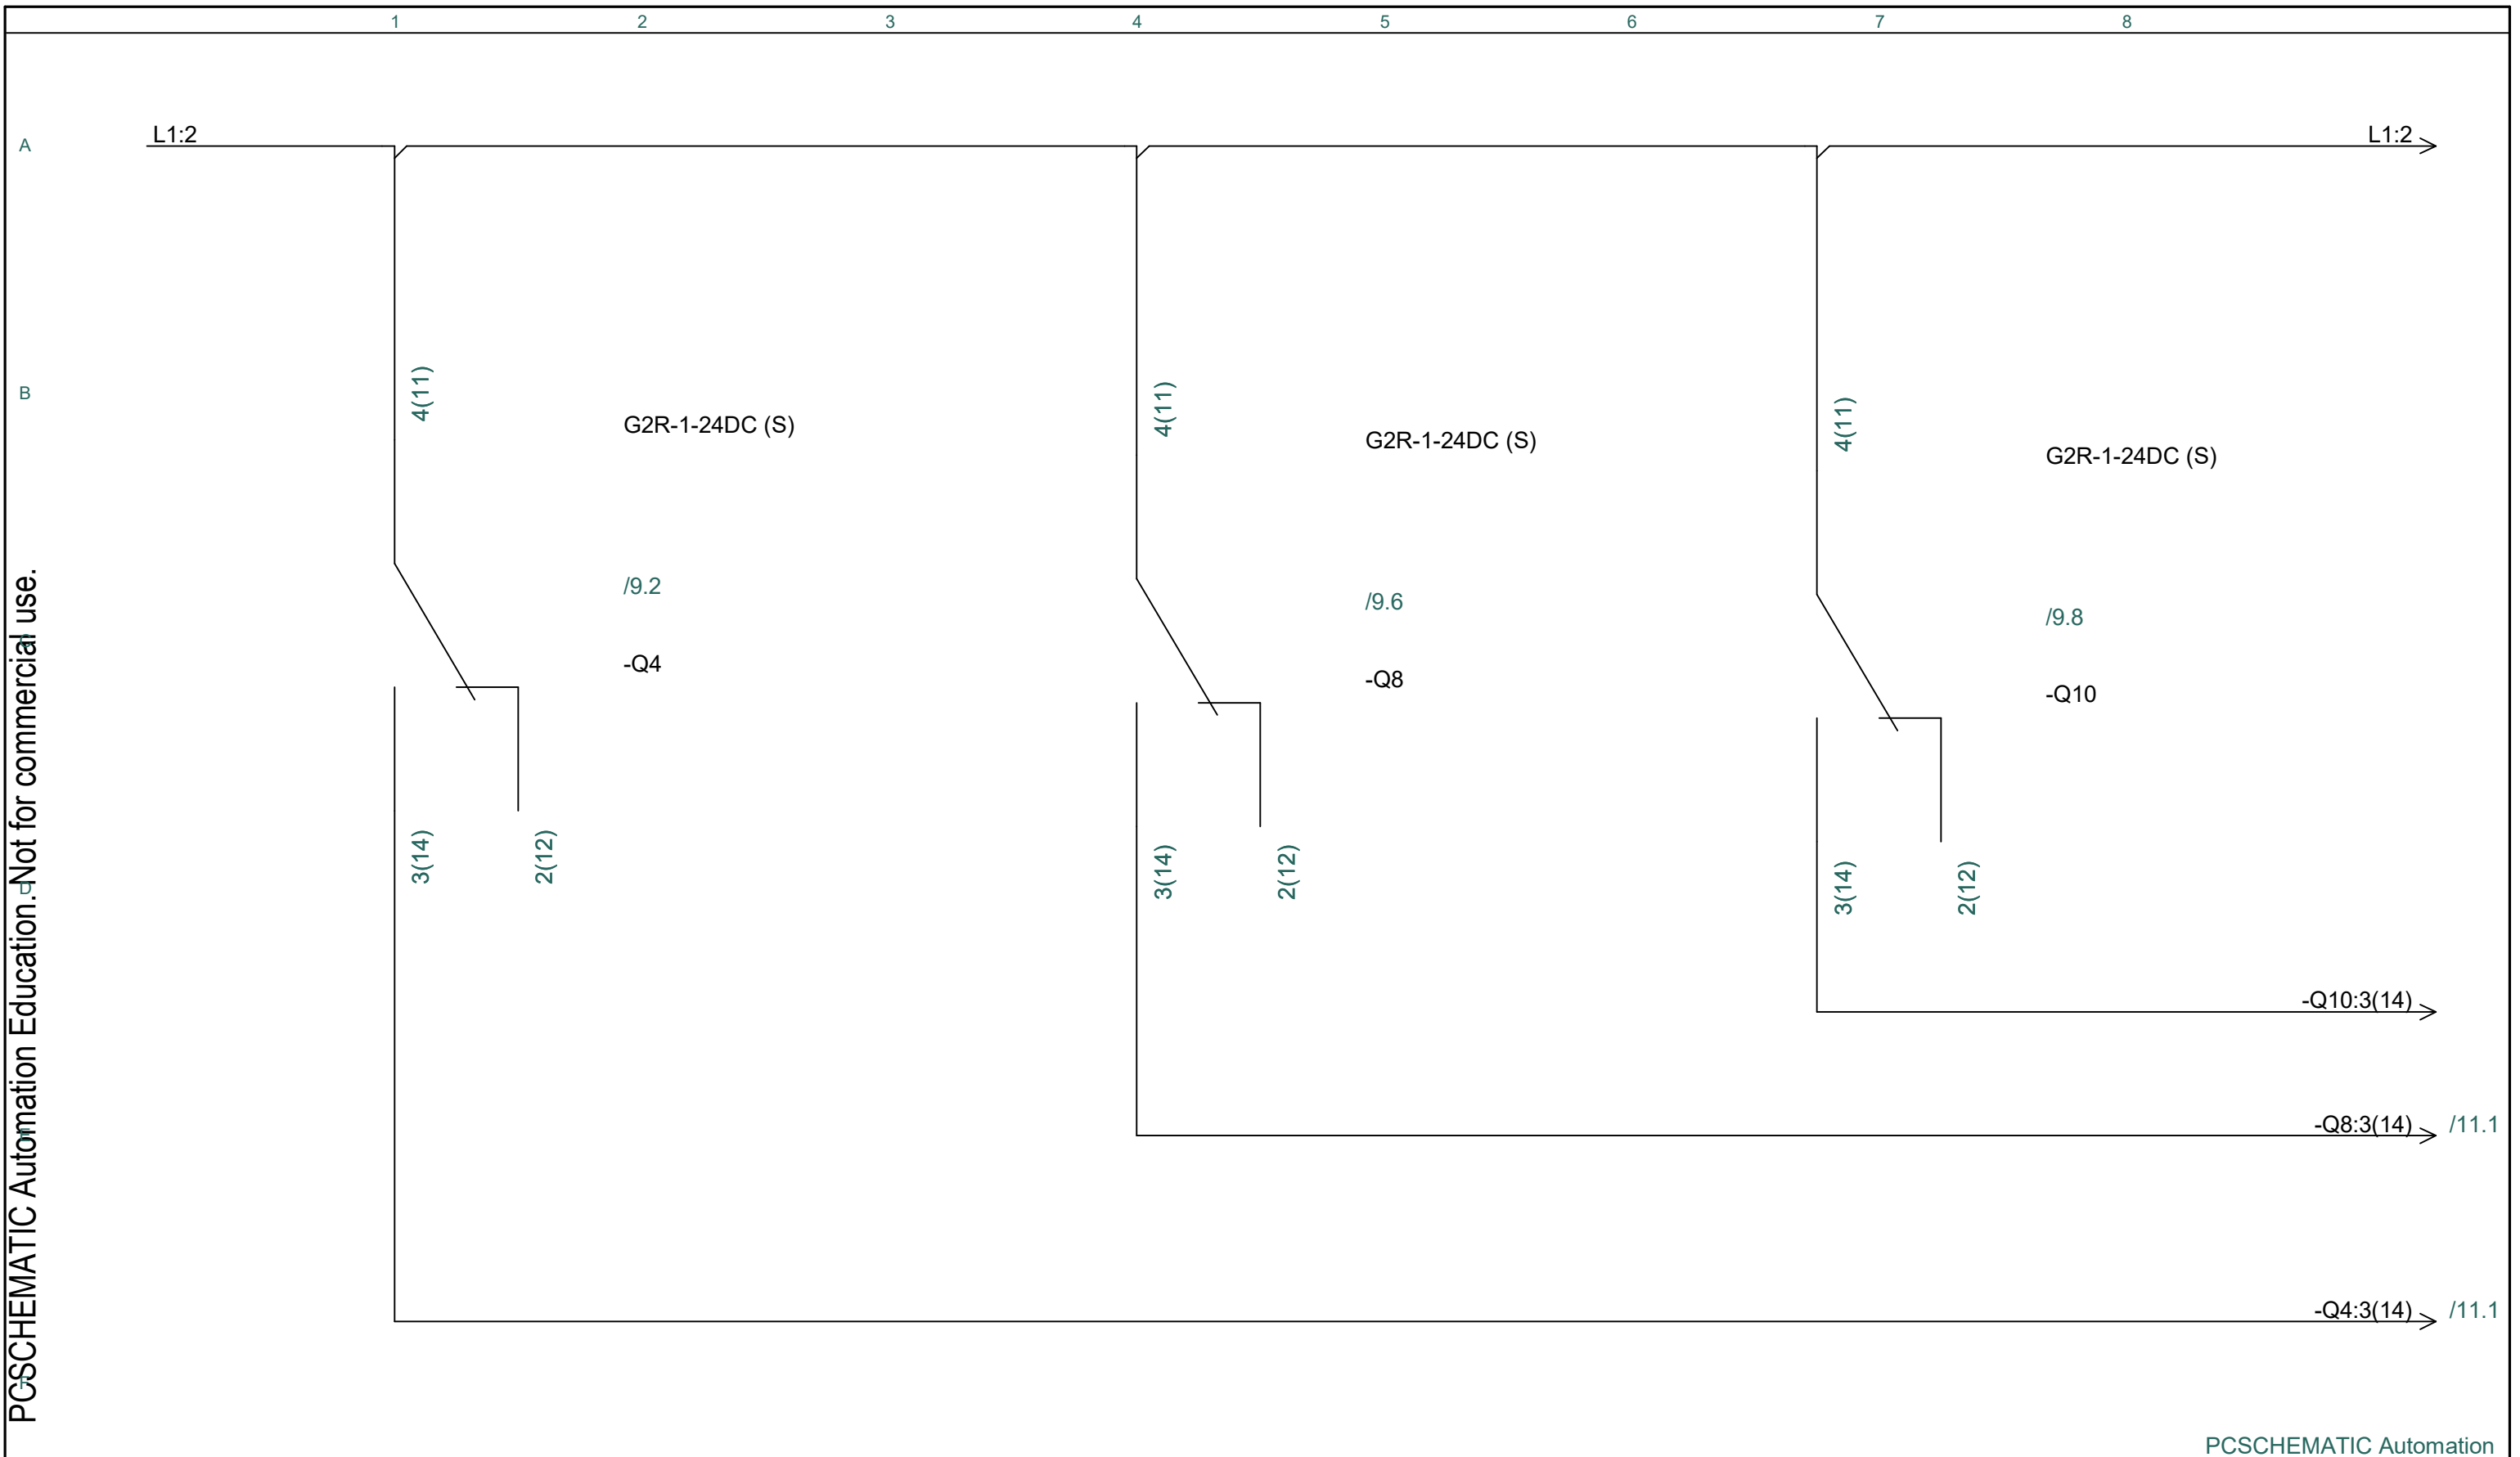 1 2 3 4 5 6 7 8
A
L1:2 L1:2
B
4(11) 4(11) 4(11)
G2R-1-24DC (S) G2R-1-24DC (S) G2R-1-24DC (S)
/9.2 /9.6 /9.8
C
-Q4 -Q8 -Q10
3(14) 2(12) 3(14) 2(12) 3(14) 2(12)
D
-Q10:3(14)
E
-Q8:3(14) /11.1
-Q4:3(14) /11.1
F
PCSCHEMATIC Automation Education. Not for commercial use.
PCSCHEMATIC Automation